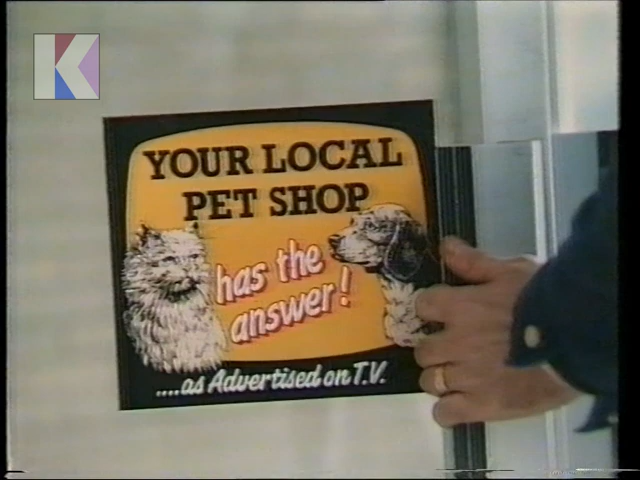 K
YOUR LOCAL
PET SHOP
has the
answer!
....as Advertised on T.V.